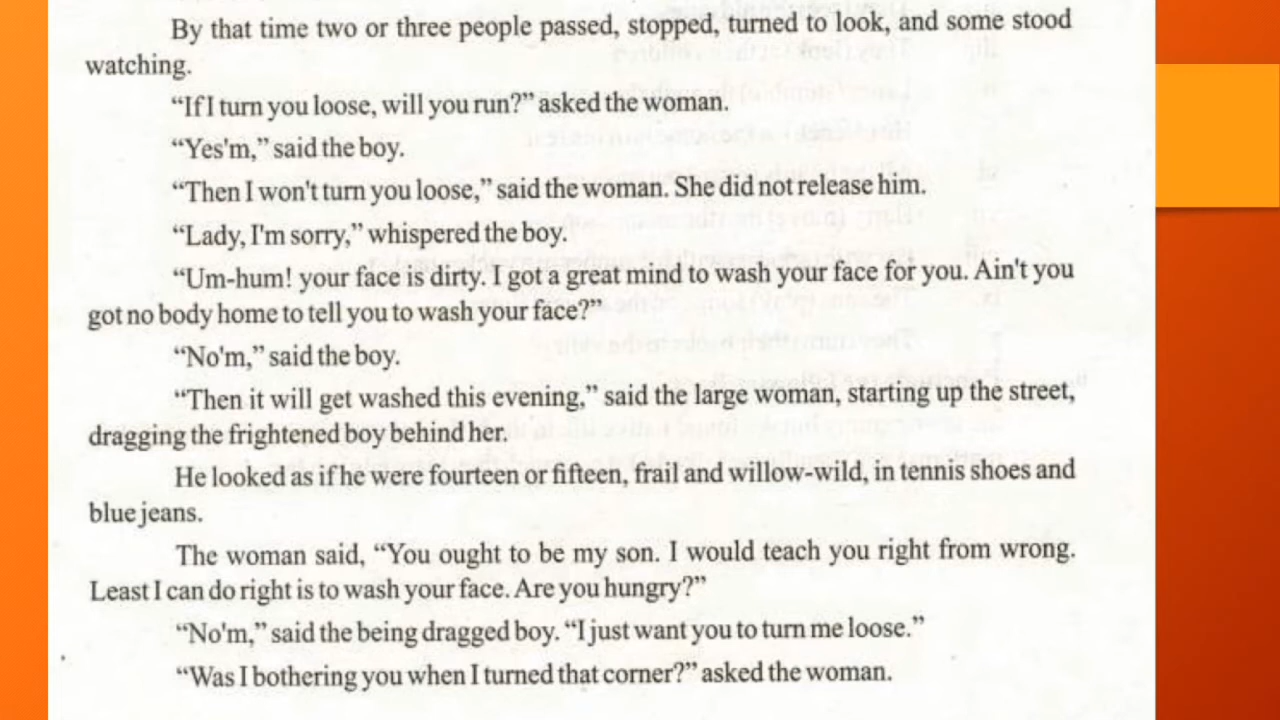 By that time two or three people passed, stopped, turned to look, and some stood
watching.
“If I turn you loose, will you run?” asked the woman.
“Yes'm,” said the boy.
“Then I won't turn you loose,” said the woman. She did not release him.
“Lady, I'm sorry,” whispered the boy.
“Um-hum! your face is dirty. I got a great mind to wash your face for you. Ain't you
got no body home to tell you to wash your face?”
“No'm,” said the boy.
“Then it will get washed this evening,” said the large woman, starting up the street,
dragging the frightened boy behind her.
He looked as if he were fourteen or fifteen, frail and willow-wild, in tennis shoes and
blue jeans.
The woman said, “You ought to be my son. I would teach you right from wrong.
Least I can do right is to wash your face. Are you hungry?”
“No'm,” said the being dragged boy. “I just want you to turn me loose.”
“Was I bothering you when I turned that corner?” asked the woman.